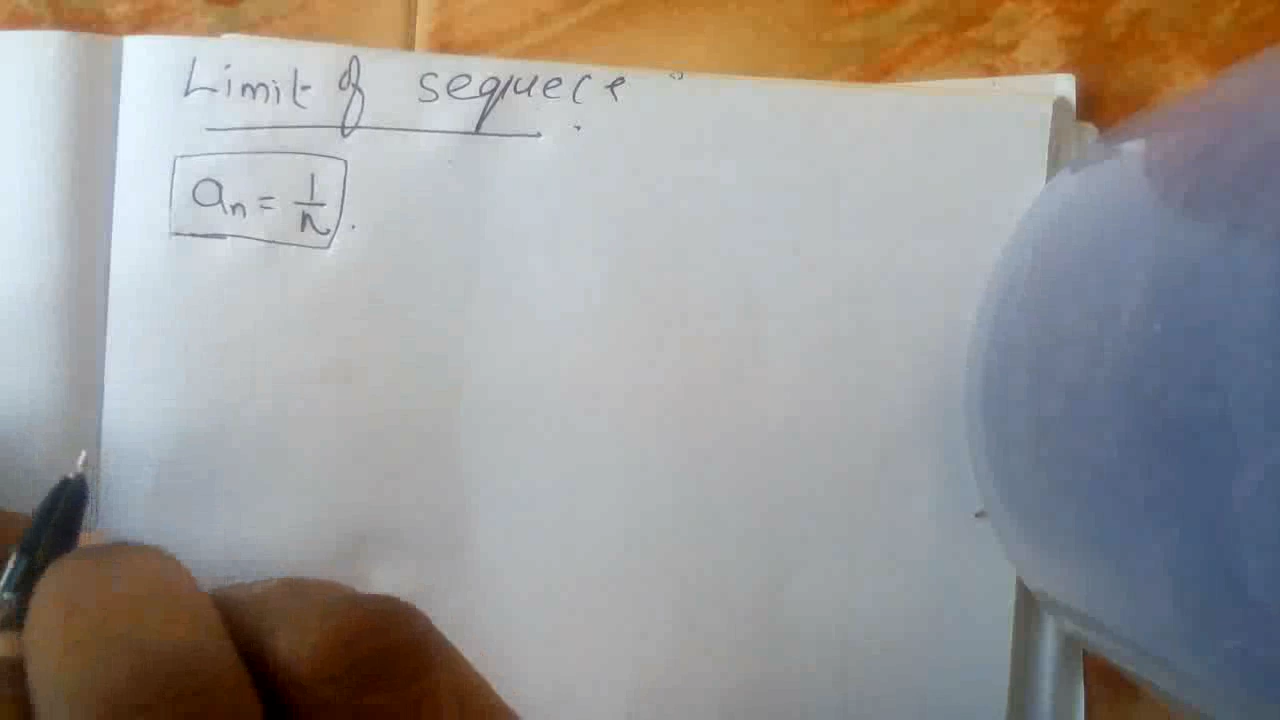 Limit of sequece
aₙ = 1/n.